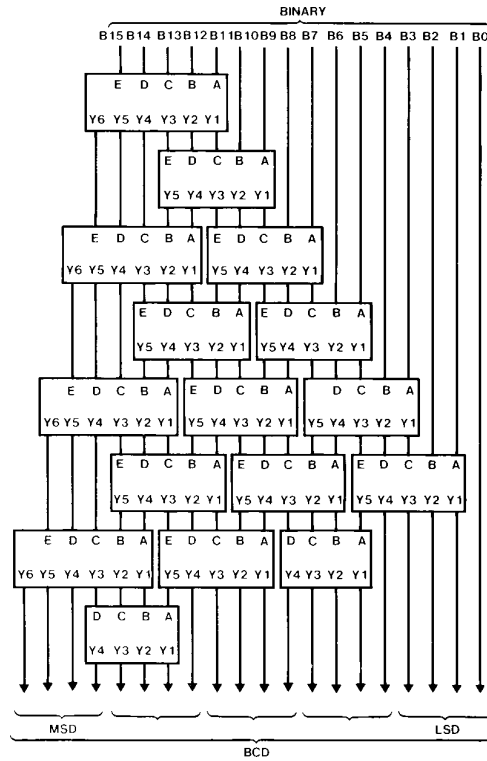 BINARY
B15 B14 B13 B12 B11 B10 B9 B8 B7 B6 B5 B4 B3 B2 B1 B0
E D C B A
Y6 Y5 Y4 Y3 Y2 Y1
E D C B A
Y5 Y4 Y3 Y2 Y1
E D C B A E D C B A
Y6 Y5 Y4 Y3 Y2 Y1 Y5 Y4 Y3 Y2 Y1
E D C B A E D C B A
Y5 Y4 Y3 Y2 Y1 Y5 Y4 Y3 Y2 Y1
E D C B A E D C B A D C B A
Y6 Y5 Y4 Y3 Y2 Y1 Y5 Y4 Y3 Y2 Y1 Y5 Y4 Y3 Y2 Y1
E D C B A E D C B A E D C B A
Y5 Y4 Y3 Y2 Y1 Y5 Y4 Y3 Y2 Y1 Y5 Y4 Y3 Y2 Y1
E D C B A E D C B A D C B A
Y6 Y5 Y4 Y3 Y2 Y1 Y5 Y4 Y3 Y2 Y1 Y4 Y3 Y2 Y1
D C B A
Y4 Y3 Y2 Y1
MSD LSD
BCD